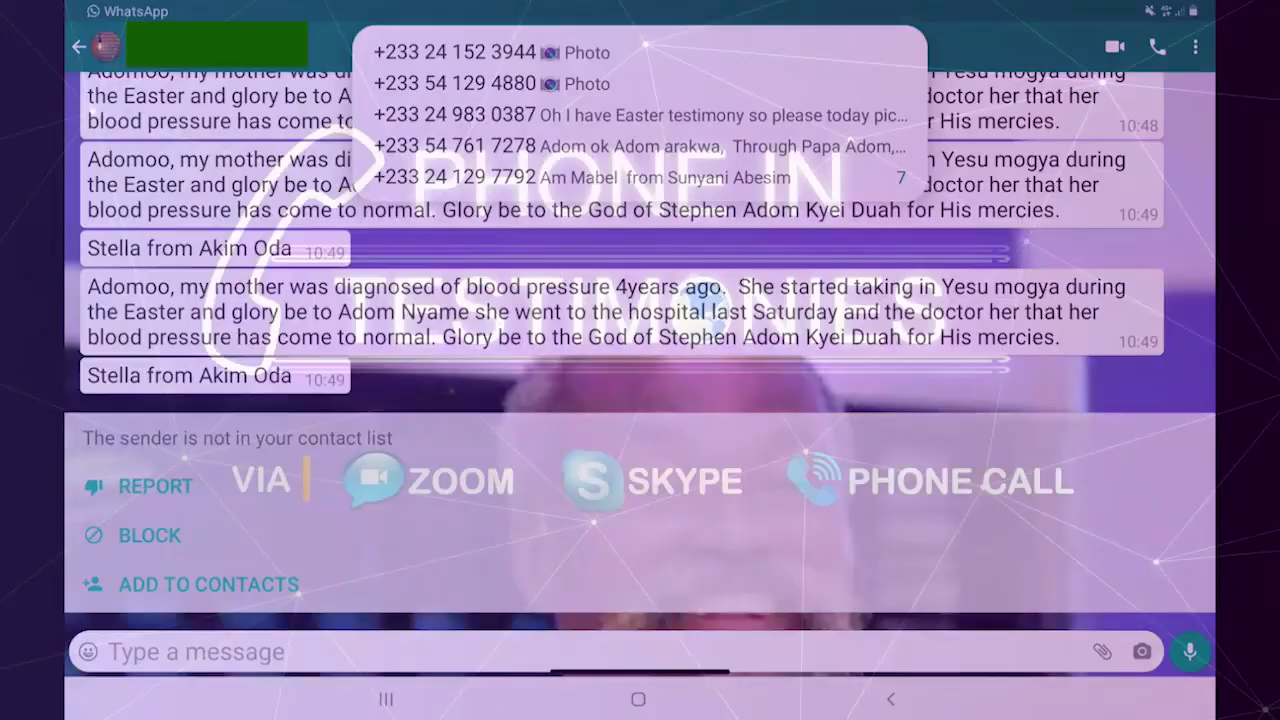 WhatsApp
+233 24 152 3944 Photo
+233 54 129 4880 Photo
+233 24 983 0387 Oh I have Easter testimony so please today pic...
+233 54 761 7278 Adom ok Adom arakwa, Through Papa Adom,...
+233 24 129 7792 Am Mabel from Sunyani Abesim 7
Adomoo, my mother was di Yesu mogya during
the Easter and glory be to A doctor her that her
blood pressure has come to r His mercies. 10:48
Adomoo, my mother was di n Yesu mogya during
the Easter and glory be to A doctor her that her
blood pressure has come to normal. Glory be to the God of Stephen Adom Kyei Duah for His mercies. 10:49
PHONE IN
Stella from Akim Oda 10:49
TESTIMONIES
Adomoo, my mother was diagnosed of blood pressure 4years ago. She started taking in Yesu mogya during
the Easter and glory be to Adom Nyame she went to the hospital last Saturday and the doctor her that her
blood pressure has come to normal. Glory be to the God of Stephen Adom Kyei Duah for His mercies. 10:49
Stella from Akim Oda 10:49
The sender is not in your contact list
REPORT
VIA ZOOM SKYPE PHONE CALL
BLOCK
ADD TO CONTACTS
Type a message